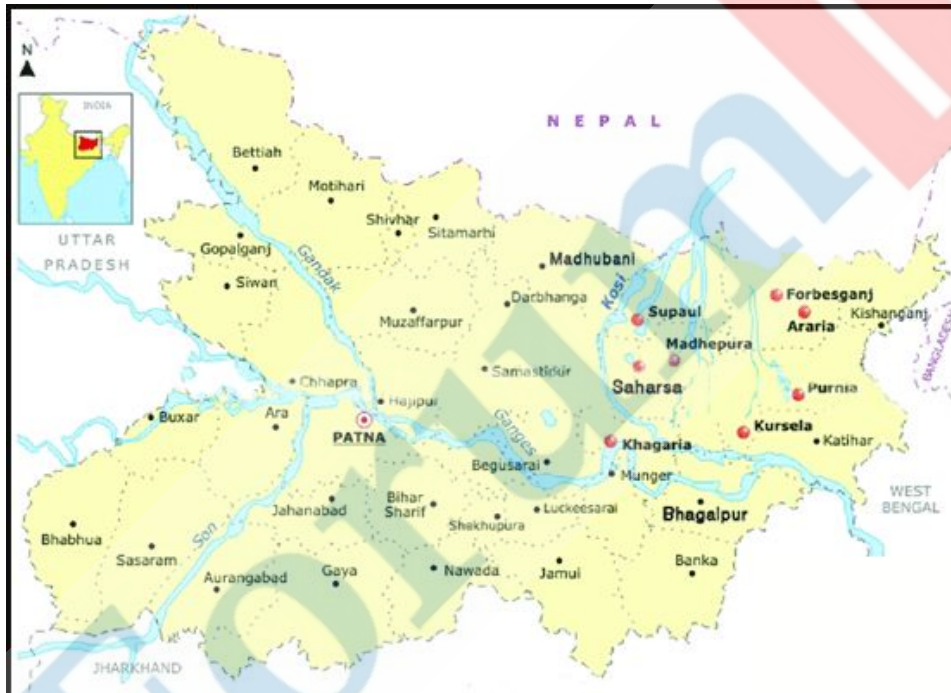 N
INDIA
NEPAL
UTTAR
PRADESH
Bettiah
Motihari
Shivhar
Sitamarhi
Gopalganj
Siwan
Gandak
Madhubani
Darbhanga
Muzaffarpur
Kosi
Supaul
Forbesganj
Araria
Kishanganj
Madhepura
BANGLADESH
Samastipur
Saharsa
Purnia
Chhapra
Hajipur
Buxar
Ara
PATNA
Ganges
Khagaria
Kursela
Katihar
Begusarai
Munger
WEST
BENGAL
Jahanabad
Bihar
Sharif
Shekhupura
Luckeesarai
Bhagalpur
Bhabhua
Son
Sasaram
Aurangabad
Gaya
Nawada
Jamui
Banka
JHARKHAND
Forum